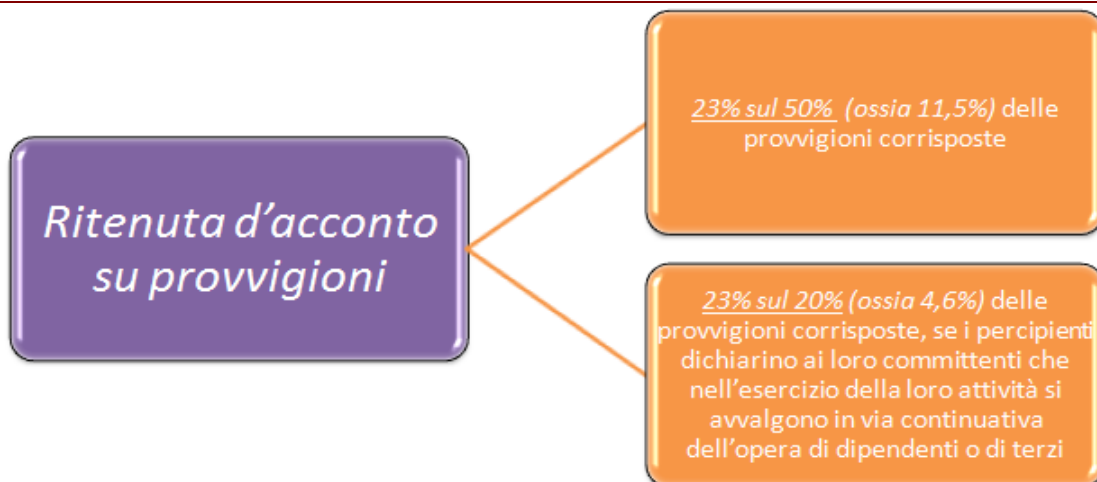 Ritenuta d'acconto
su provvigioni
23% sul 50% (ossia 11,5%) delle
provvigioni corrisposte
23% sul 20% (ossia 4,6%) delle
provvigioni corrisposte, se i percipienti
dichiarino ai loro committenti che
nell'esercizio della loro attività si
avvalgono in via continuativa
dell'opera di dipendenti o di terzi